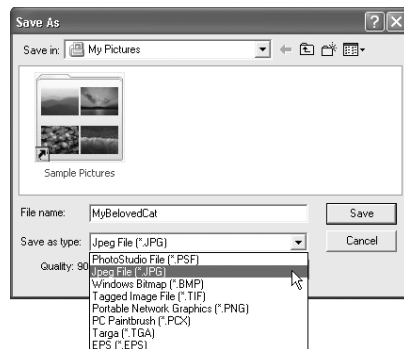 Save As
Save in: My Pictures
Sample Pictures
File name: MyBelovedCat
Save
Save as type: Jpeg File (*.JPG)
Cancel
Quality: 90
PhotoStudio File (*.PSF)
Jpeg File (*.JPG)
Windows Bitmap (*.BMP)
Tagged Image File (*.TIF)
Portable Network Graphics (*.PNG)
PC Paintbrush (*.PCX)
Targa (*.TGA)
EPS (*.EPS)